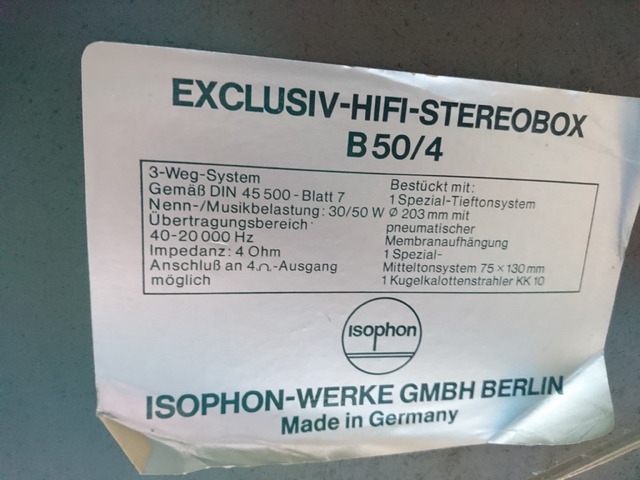 EXCLUSIV-HIFI-STEREOBOX
B 50/4
3-Weg-System
Gemäß DIN 45 500 - Blatt 7
Nenn-/Musikbelastung: 30/50 W
Übertragungsbereich:
40-20 000 Hz
Impedanz: 4 Ohm
Anschluß an 4 Ω-Ausgang
möglich
Bestückt mit:
1 Spezial-Tieftonsystem
Ø 203 mm mit
pneumatischer
Membranaufhängung
1 Spezial-
Mitteltonsystem 75 × 130 mm
1 Kugelkalottenstrahler KK 10
Isophon
ISOPHON-WERKE GMBH BERLIN
Made in Germany